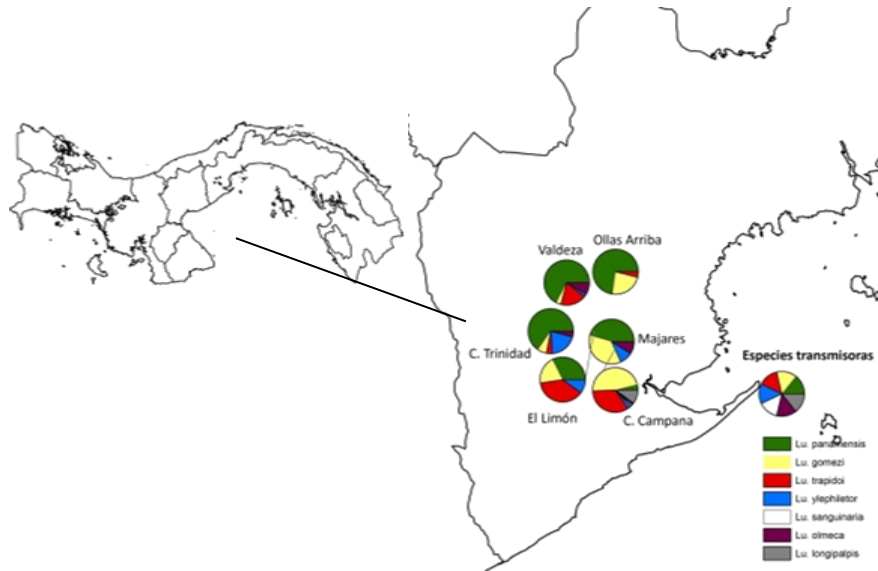 Ollas Arriba
Valdeza
Majares
C. Trinidad
Especies transmisoras
El Limón
C. Campana
Lu. panamensis
Lu. gomezi
Lu. trapidoi
Lu. ylephiletor
Lu. sanguinaria
Lu. olmeca
Lu. longipalpis